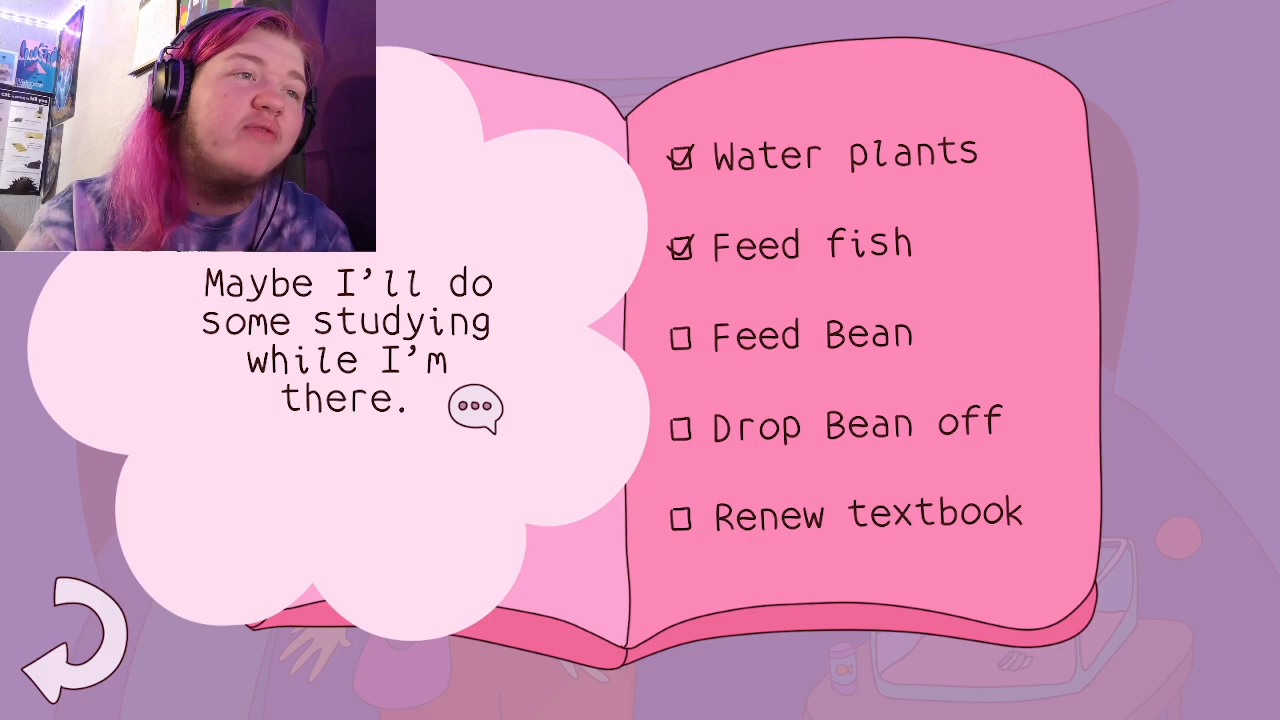 Maybe I'll do
some studying
while I'm
there.
Water plants
Feed fish
Feed Bean
Drop Bean off
Renew textbook